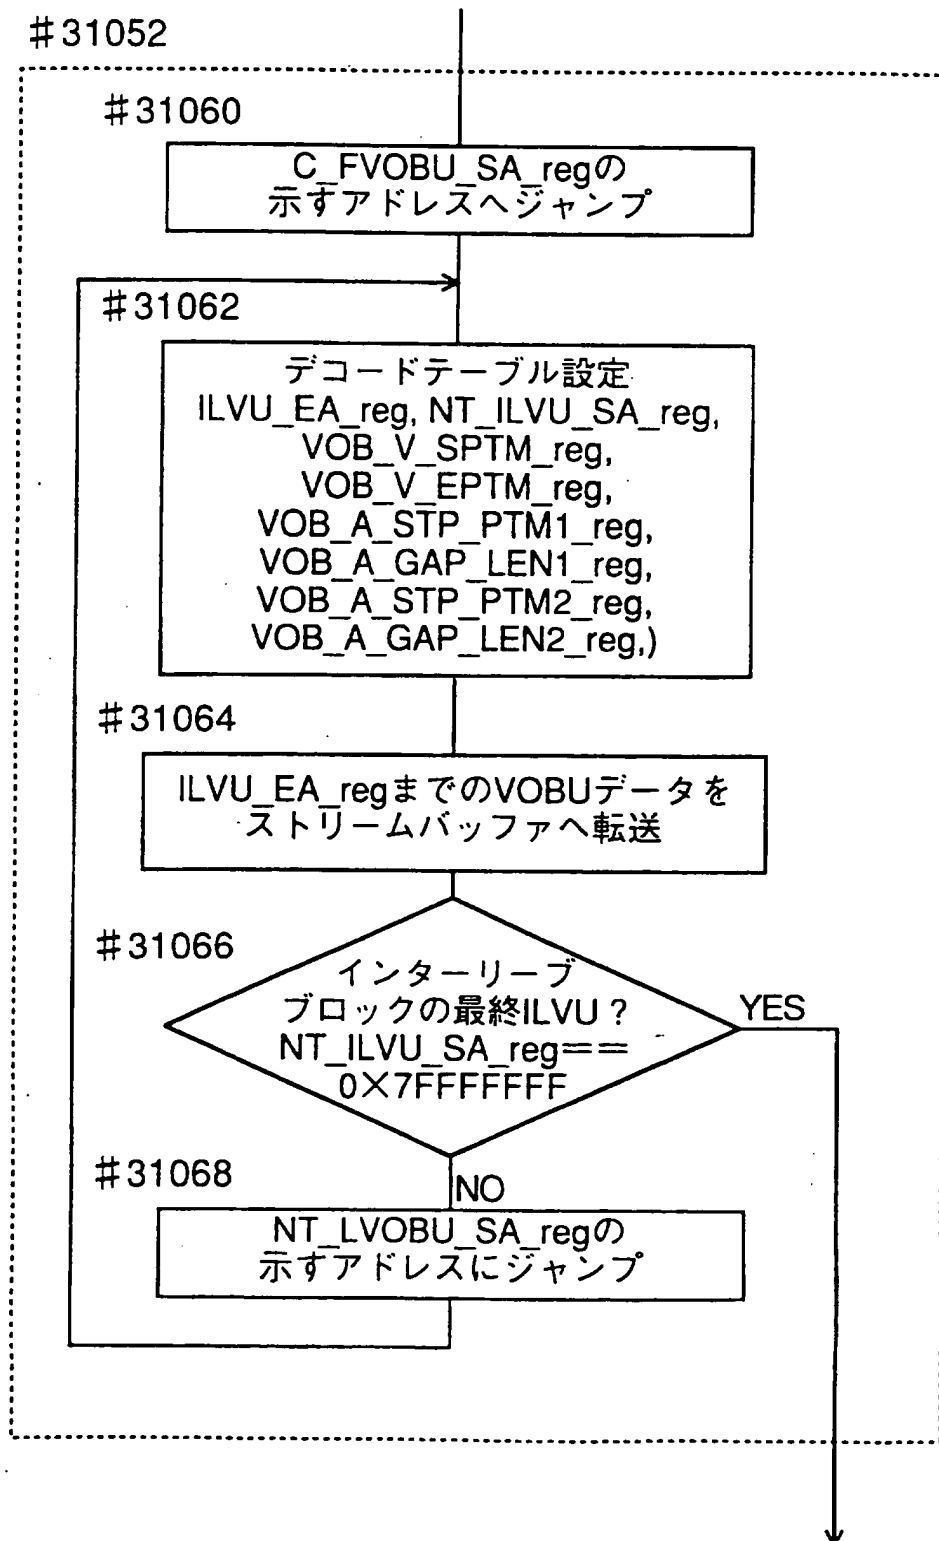 #31052
#31060
C_FVOBU_SA_regの
示すアドレスへジャンプ
#31062
デコードテーブル設定
ILVU_EA_reg, NT_ILVU_SA_reg,
VOB_V_SPTM_reg,
VOB_V_EPTM_reg,
VOB_A_STP_PTM1_reg,
VOB_A_GAP_LEN1_reg,
VOB_A_STP_PTM2_reg,
VOB_A_GAP_LEN2_reg,)
#31064
ILVU_EA_regまでのVOBUデータを
ストリームバッファへ転送
#31066
インターリーブ
ブロックの最終ILVU?
NT_ILVU_SA_reg==
0×7FFFFFFF
YES
#31068
NO
NT_LVOBU_SA_regの
示すアドレスにジャンプ